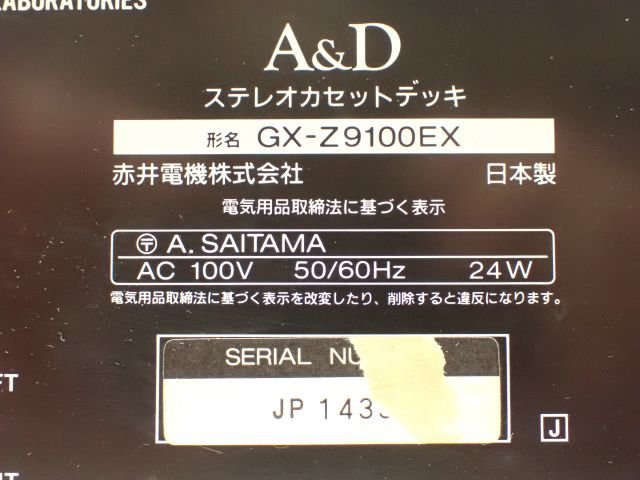 LABORATORIES
A&D
ステレオカセットデッキ
形名 GX-Z9100EX
赤井電機株式会社 日本製
電気用品取締法に基づく表示
〶 A. SAITAMA
AC 100V 50/60Hz 24W
電気用品取締法に基づく表示を改変したり、削除すると違反になります。
SERIAL
JP 143
J